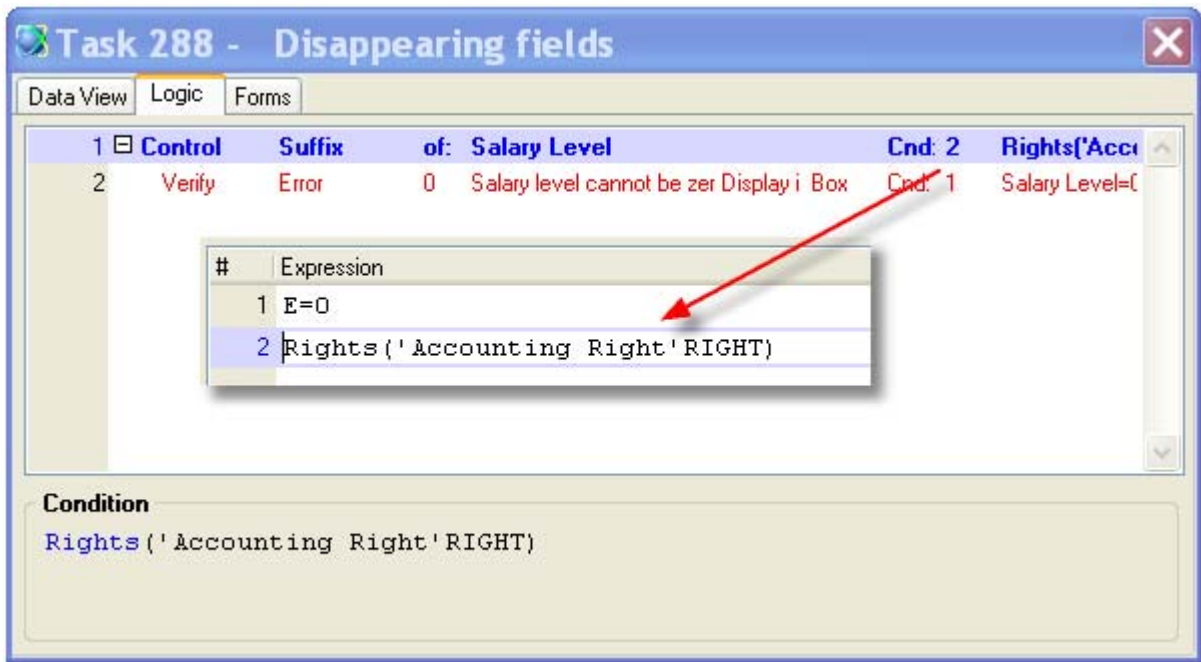 Task 288 - Disappearing fields
Data View Logic Forms
1 Control Suffix of: Salary Level Cnd: 2 Rights('Acco
2 Verify Error 0 Salary level cannot be zer Display i Box Cnd: 1 Salary Level=0
# Expression
1 E=0
2 Rights('Accounting Right'RIGHT)
Condition
Rights('Accounting Right'RIGHT)